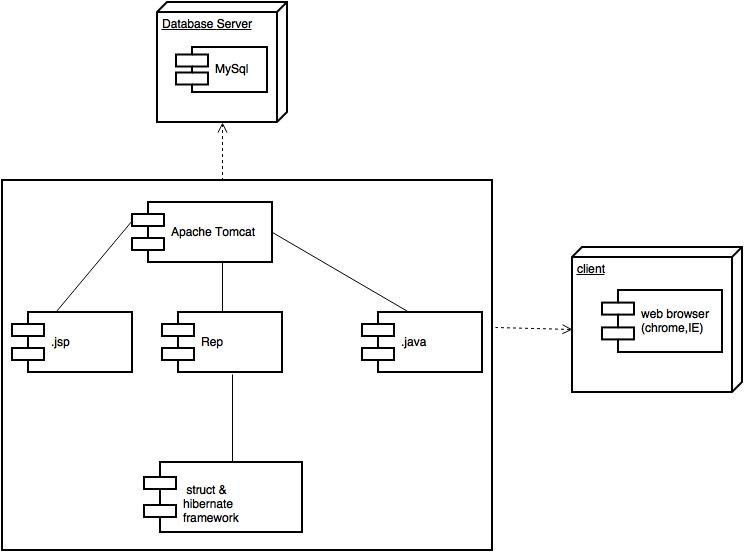 Database Server
MySql
Apache Tomcat
client
web browser
(chrome,IE)
.jsp
Rep
.java
struct &
hibernate
framework